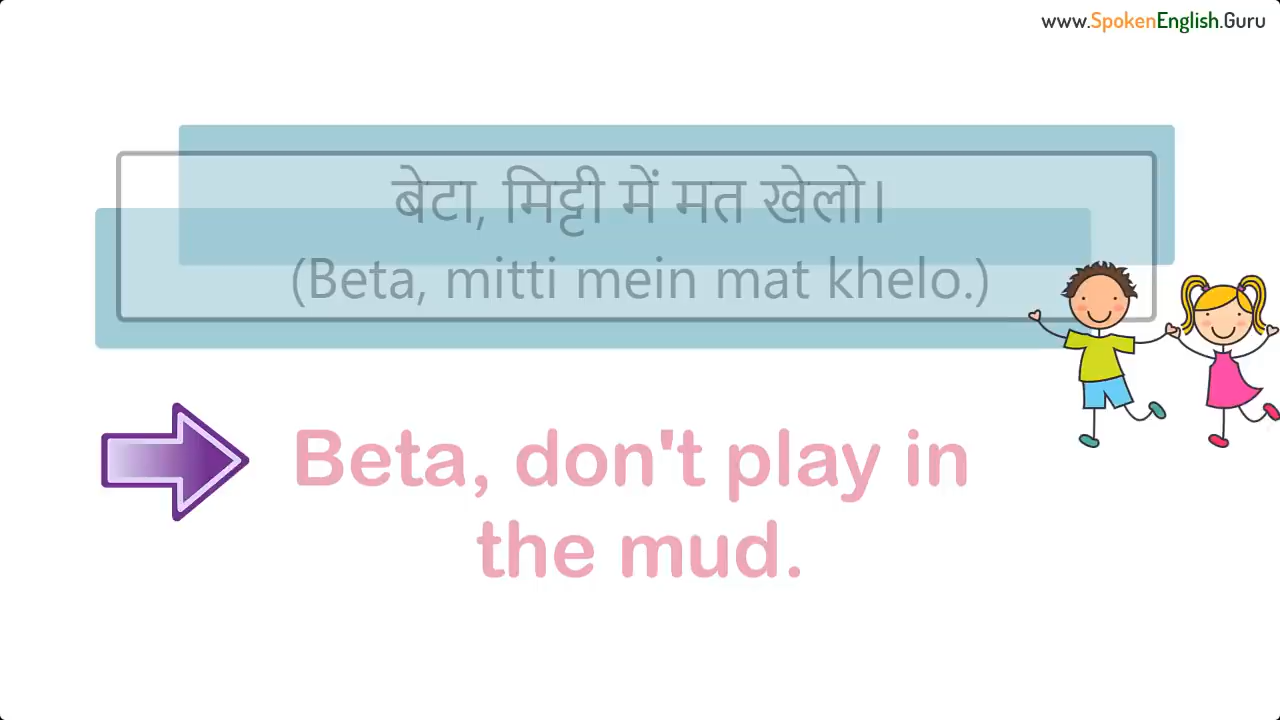 www.SpokenEnglish.Guru
बेटा, मिट्टी में मत खेलो।
(Beta, mitti mein mat khelo.)
Beta, don't play in
the mud.